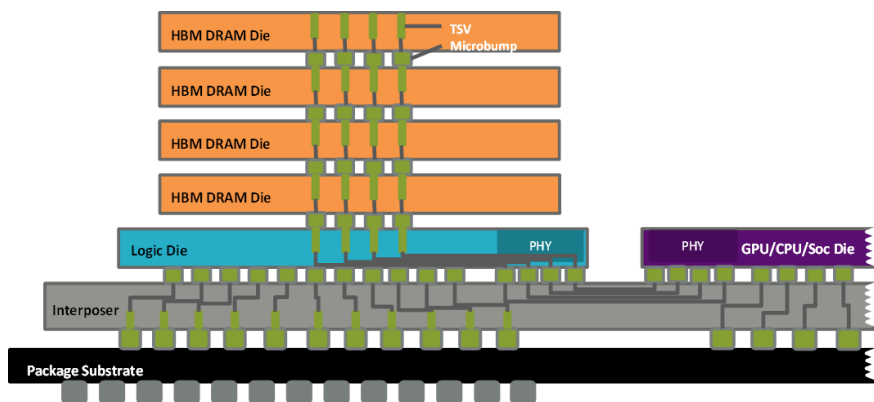 HBM DRAM Die
TSV
Microbump
HBM DRAM Die
HBM DRAM Die
HBM DRAM Die
Logic Die
PHY
PHY
GPU/CPU/Soc Die
Interposer
Package Substrate